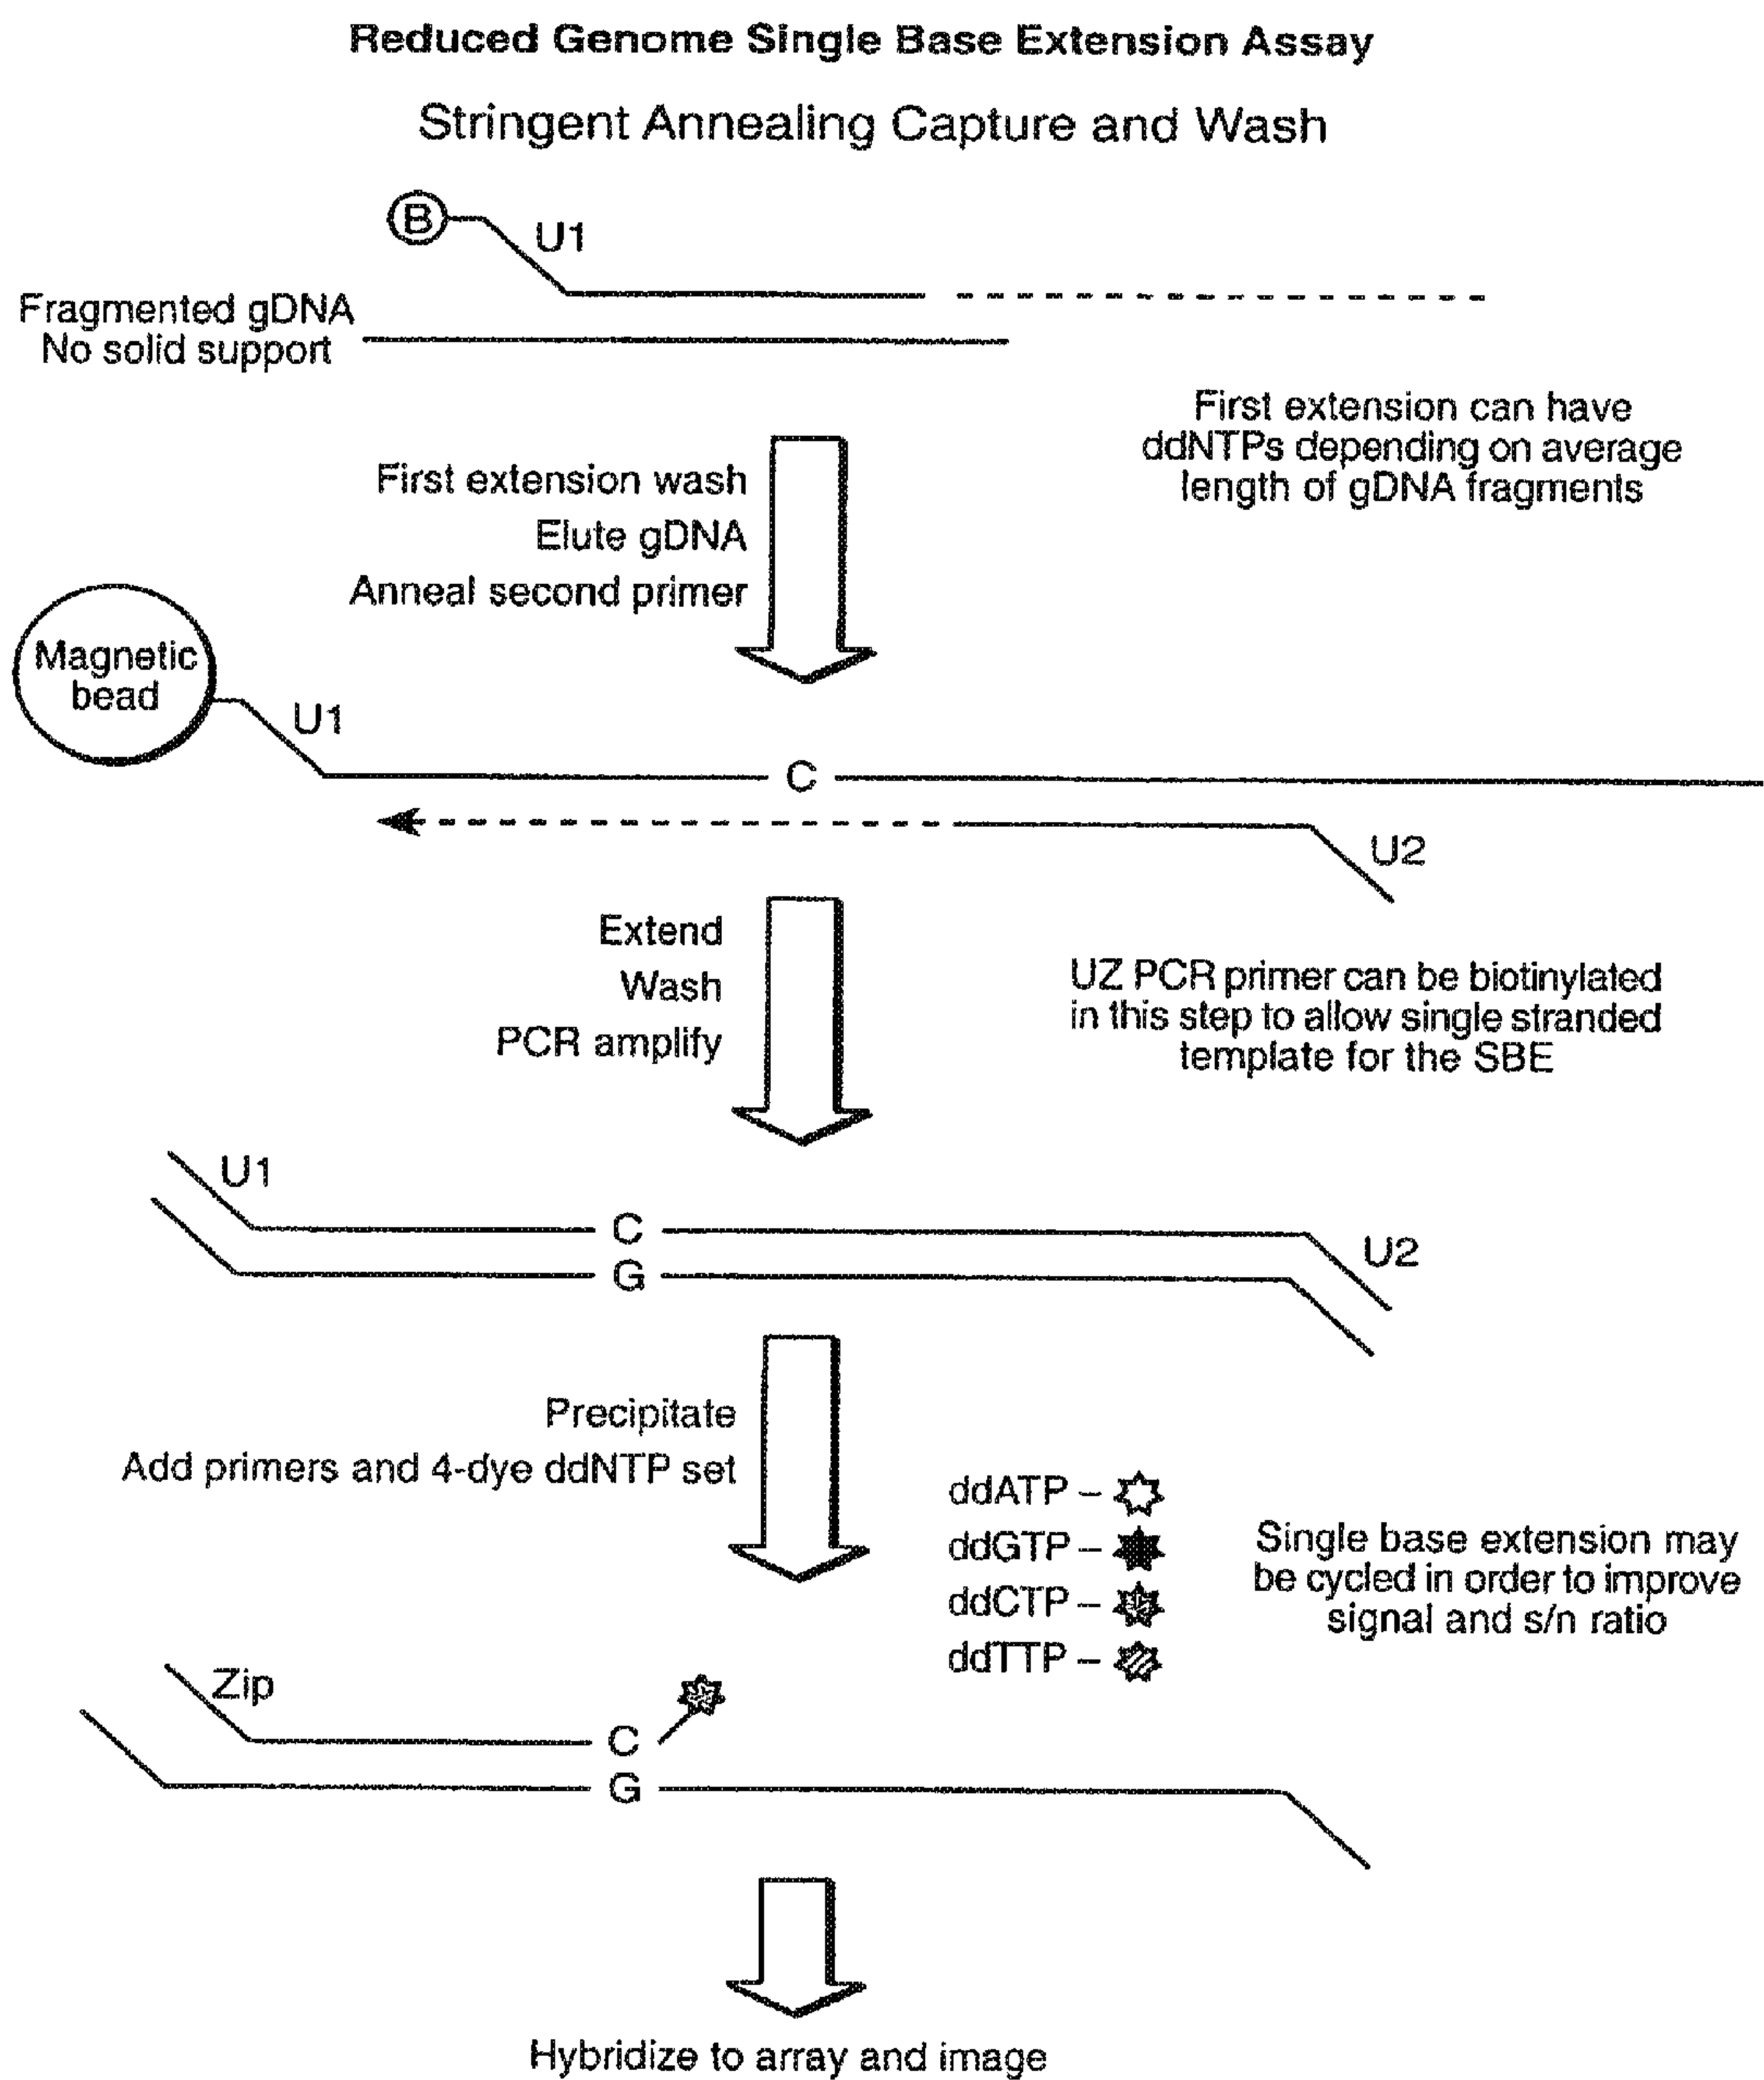 Reduced Genome Single Base Extension Assay
Stringent Annealing Capture and Wash
B
U1
Fragmented gDNA
No solid support
First extension can have
ddNTPs depending on average
length of gDNA fragments
First extension wash
Elute gDNA
Anneal second primer
Magnetic
bead
U1
C
U2
Extend
Wash
PCR amplify
UZ PCR primer can be biotinylated
in this step to allow single stranded
template for the SBE
U1
C
G
U2
Precipitate
Add primers and 4-dye ddNTP set
ddATP –
ddGTP –
ddCTP –
ddTTP –
Single base extension may
be cycled in order to improve
signal and s/n ratio
Zip
C
G
Hybridize to array and image